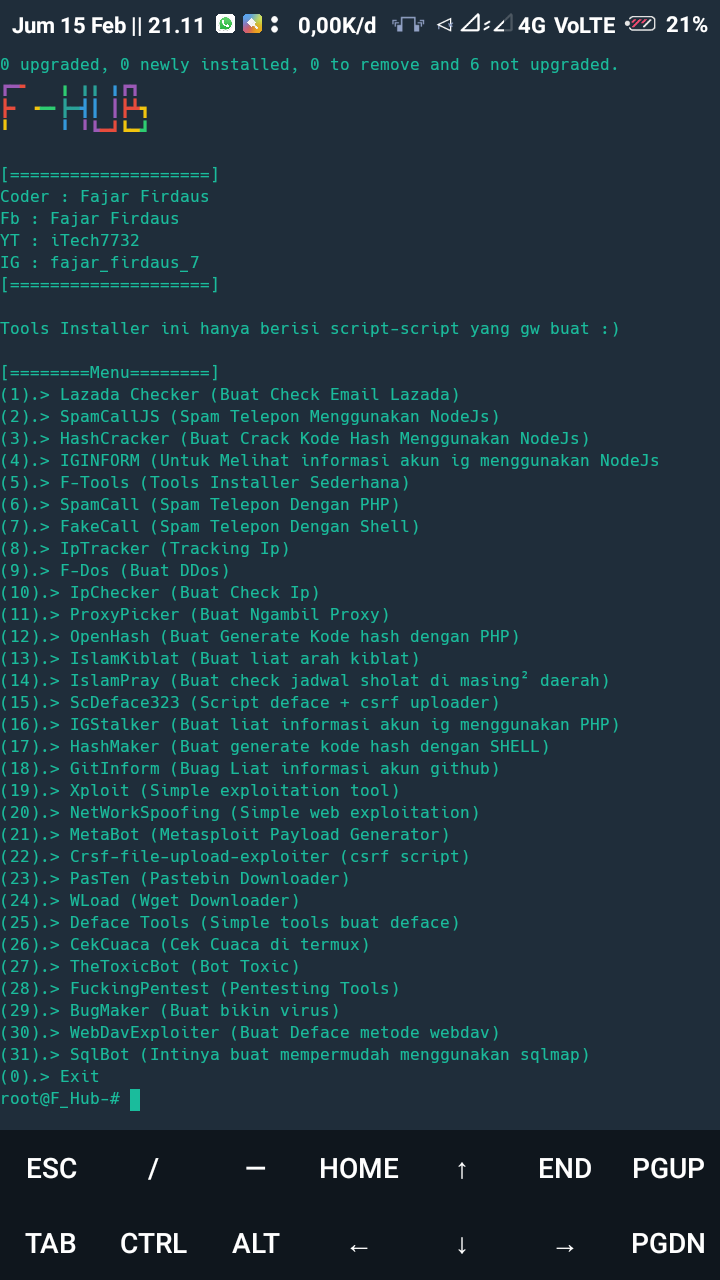 Jum 15 Feb || 21.11 0,00K/d 4G VoLTE 21%
0 upgraded, 0 newly installed, 0 to remove and 6 not upgraded.
F-HUB
[=====================]
Coder : Fajar Firdaus
Fb : Fajar Firdaus
YT : iTech7732
IG : fajar_firdaus_7
[=====================]
Tools Installer ini hanya berisi script-script yang gw buat :)
[========Menu========]
(1).> Lazada Checker (Buat Check Email Lazada)
(2).> SpamCallJS (Spam Telepon Menggunakan NodeJs)
(3).> HashCracker (Buat Crack Kode Hash Menggunakan NodeJs)
(4).> IGINFORM (Untuk Melihat informasi akun ig menggunakan NodeJs
(5).> F-Tools (Tools Installer Sederhana)
(6).> SpamCall (Spam Telepon Dengan PHP)
(7).> FakeCall (Spam Telepon Dengan Shell)
(8).> IpTracker (Tracking Ip)
(9).> F-Dos (Buat DDos)
(10).> IpChecker (Buat Check Ip)
(11).> ProxyPicker (Buat Ngambil Proxy)
(12).> OpenHash (Buat Generate Kode hash dengan PHP)
(13).> IslamKiblat (Buat liat arah kiblat)
(14).> IslamPray (Buat check jadwal sholat di masing² daerah)
(15).> ScDeface323 (Script deface + csrf uploader)
(16).> IGStalker (Buat liat informasi akun ig menggunakan PHP)
(17).> HashMaker (Buat generate kode hash dengan SHELL)
(18).> GitInform (Buag Liat informasi akun github)
(19).> Xploit (Simple exploitation tool)
(20).> NetWorkSpoofing (Simple web exploitation)
(21).> MetaBot (Metasploit Payload Generator)
(22).> Crsf-file-upload-exploiter (csrf script)
(23).> PasTen (Pastebin Downloader)
(24).> WLoad (Wget Downloader)
(25).> Deface Tools (Simple tools buat deface)
(26).> CekCuaca (Cek Cuaca di termux)
(27).> TheToxicBot (Bot Toxic)
(28).> FuckingPentest (Pentesting Tools)
(29).> BugMaker (Buat bikin virus)
(30).> WebDavExploiter (Buat Deface metode webdav)
(31).> SqlBot (Intinya buat mempermudah menggunakan sqlmap)
(0).> Exit
root@F_Hub-#
ESC / — HOME ↑ END PGUP
TAB CTRL ALT ← ↓ → PGDN